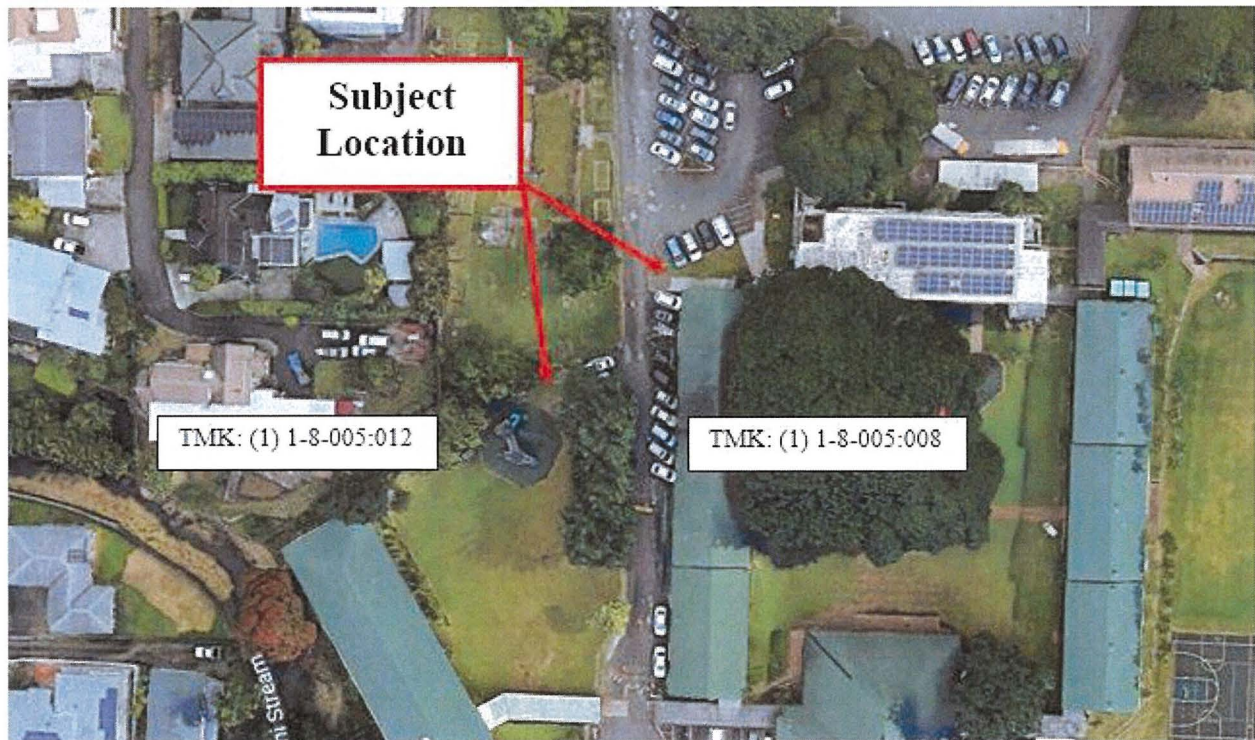 Subject
Location
TMK: (1) 1-8-005:012
TMK: (1) 1-8-005:008
Stream